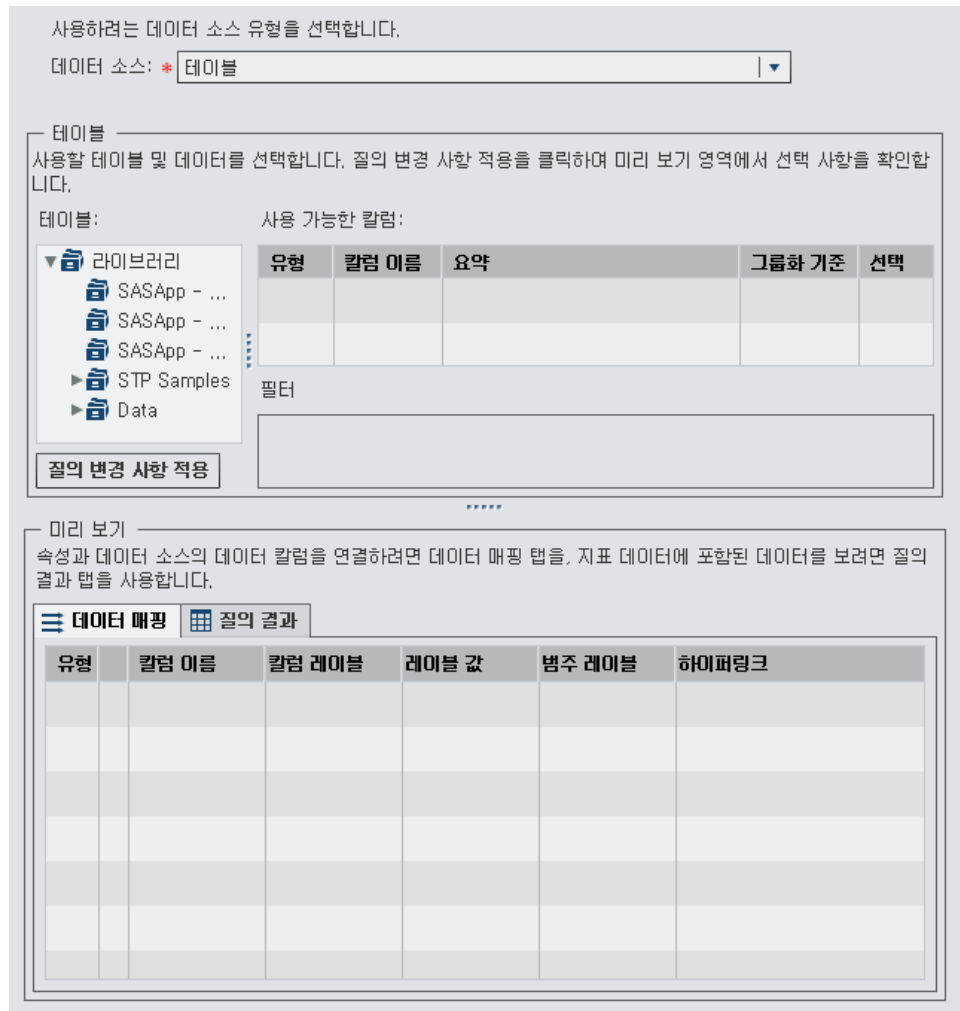 사용하려는 데이터 소스 유형을 선택합니다.
데이터 소스: * 테이블
테이블
사용할 테이블 및 데이터를 선택합니다. 질의 변경 사항 적용을 클릭하여 미리 보기 영역에서 선택 사항을 확인합
니다.
테이블: 사용 가능한 칼럼:
유형 칼럼 이름 요약 그룹화 기준 선택
라이브러리
SASApp - ...
SASApp - ...
SASApp - ...
STP Samples
Data
필터
질의 변경 사항 적용
미리 보기
속성과 데이터 소스의 데이터 칼럼을 연결하려면 데이터 매핑 탭을, 지표 데이터에 포함된 데이터를 보려면 질의
결과 탭을 사용합니다.
데이터 매핑 질의 결과
유형 칼럼 이름 칼럼 레이블 레이블 값 범주 레이블 하이퍼링크